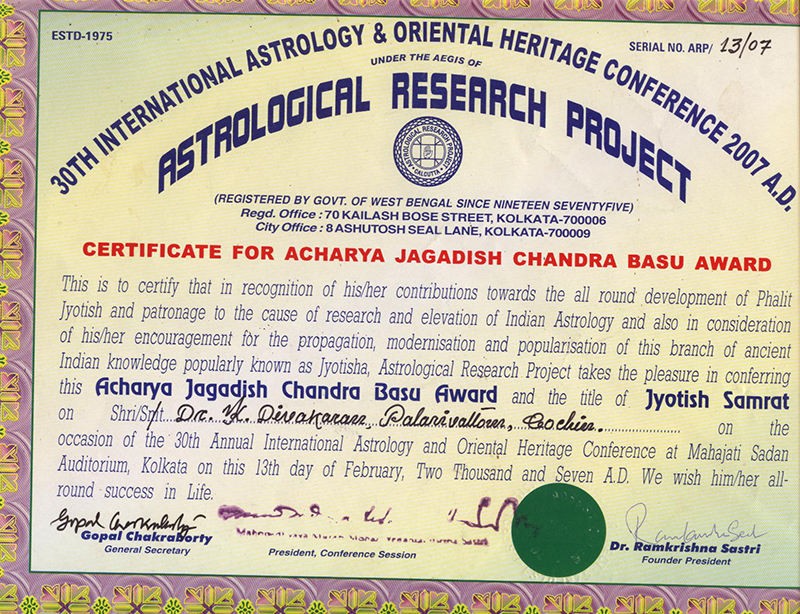 ESTD-1975
SERIAL NO. ARP/ 13/07
30TH INTERNATIONAL ASTROLOGY & ORIENTAL HERITAGE CONFERENCE 2007 A.D.
UNDER THE AEGIS OF
ASTROLOGICAL RESEARCH PROJECT
ASTROLOGICAL RESEARCH PROJECT
CALCUTTA
(REGISTERED BY GOVT. OF WEST BENGAL SINCE NINETEEN SEVENTYFIVE)
Regd. Office : 70 KAILASH BOSE STREET, KOLKATA-700006
City Office : 8 ASHUTOSH SEAL LANE, KOLKATA-700009
CERTIFICATE FOR ACHARYA JAGADISH CHANDRA BASU AWARD
This is to certify that in recognition of his/her contributions towards the all round development of Phalit
Jyotish and patronage to the cause of research and elevation of Indian Astrology and also in consideration
of his/her encouragement for the propagation, modernisation and popularisation of this branch of ancient
Indian knowledge popularly known as Jyotisha, Astrological Research Project takes the pleasure in conferring
this Acharya Jagadish Chandra Basu Award and the title of Jyotish Samrat
on Shri/Smt Dr. Divakaran, Palarivattom, Cochin. on the
occasion of the 30th Annual International Astrology and Oriental Heritage Conference at Mahajati Sadan
Auditorium, Kolkata on this 13th day of February, Two Thousand and Seven A.D. We wish him/her all-
round success in Life.
Gopal Chakraborty
Gopal Chakraborty
General Secretary
President, Conference Session
Dr. Ramkrishna Sastri
Founder President